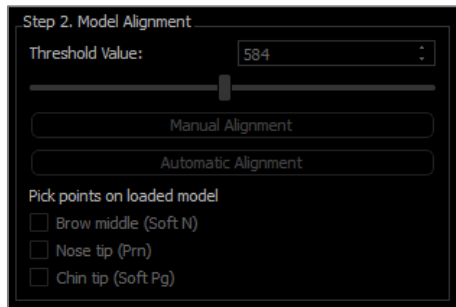 Step 2. Model Alignment
Threshold Value: 584
Manual Alignment
Automatic Alignment
Pick points on loaded model
Brow middle (Soft N)
Nose tip (Prn)
Chin tip (Soft Pg)